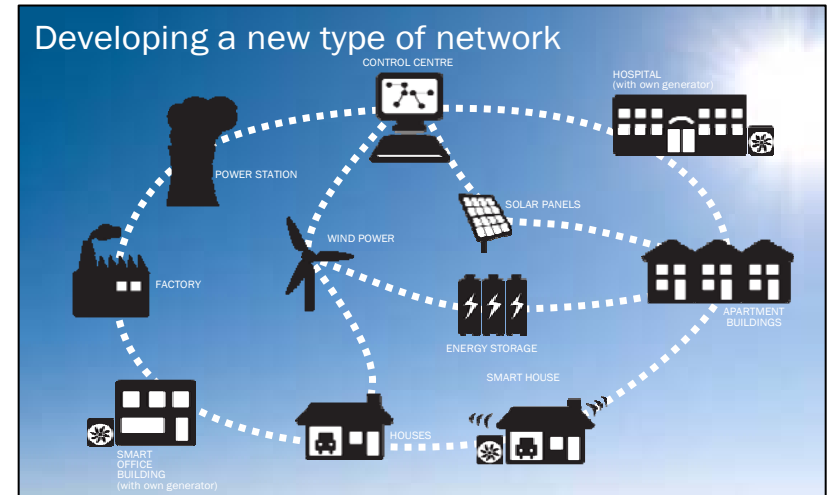 Developing a new type of network
CONTROL CENTRE
HOSPITAL
(with own generator)
POWER STATION
SOLAR PANELS
WIND POWER
FACTORY
APARTMENT
BUILDINGS
ENERGY STORAGE
SMART HOUSE
HOUSES
SMART
OFFICE
BUILDING
(with own generator)